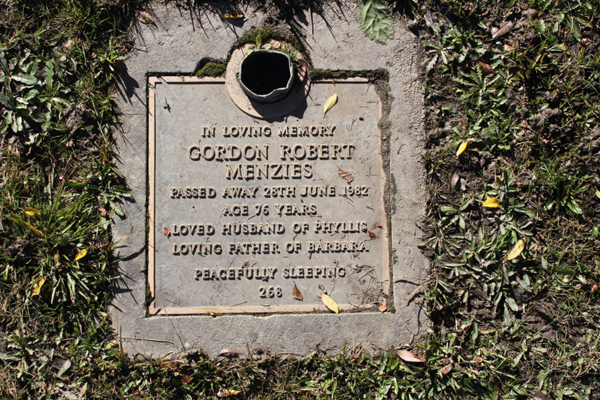 IN LOVING MEMORY
GORDON ROBERT
MENZIES
PASSED AWAY 28TH JUNE 1982
AGE 76 YEARS
LOVED HUSBAND OF PHYLLIS
LOVING FATHER OF BARBARA
PEACEFULLY SLEEPING
268